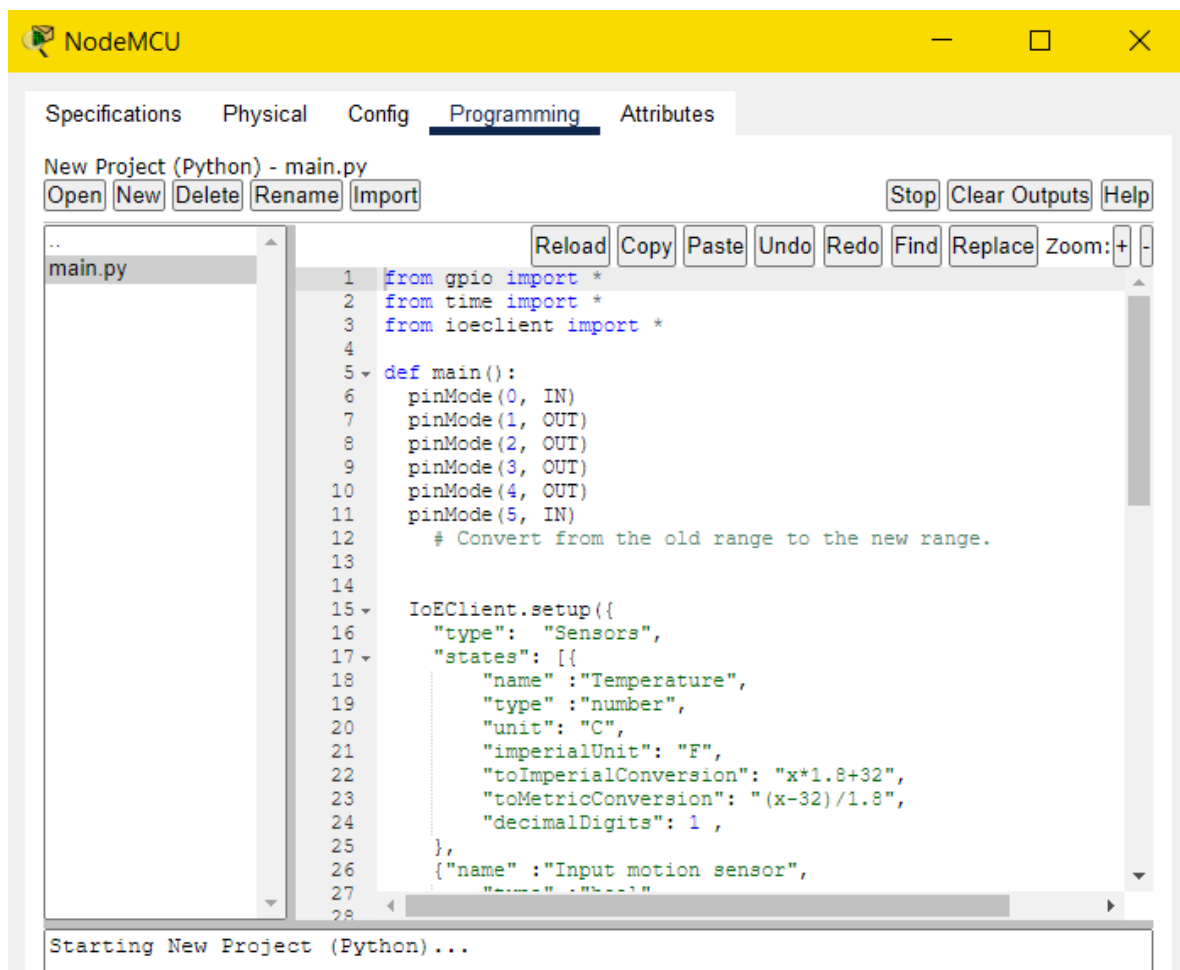 NodeMCU
Specifications Physical Config Programming Attributes
New Project (Python) - main.py
Open New Delete Rename Import Stop Clear Outputs Help
Reload Copy Paste Undo Redo Find Replace Zoom: + -
..
main.py
1 from gpio import *
2 from time import *
3 from ioeclient import *
4
5 def main():
6 pinMode(0, IN)
7 pinMode(1, OUT)
8 pinMode(2, OUT)
9 pinMode(3, OUT)
10 pinMode(4, OUT)
11 pinMode(5, IN)
12 # Convert from the old range to the new range.
13
14
15 IoEClient.setup({
16 "type": "Sensors",
17 "states": [{
18 "name" :"Temperature",
19 "type" :"number",
20 "unit": "C",
21 "imperialUnit": "F",
22 "toImperialConversion": "x*1.8+32",
23 "toMetricConversion": "(x-32)/1.8",
24 "decimalDigits": 1 ,
25 },
26 {"name" :"Input motion sensor",
27
28
Starting New Project (Python)...